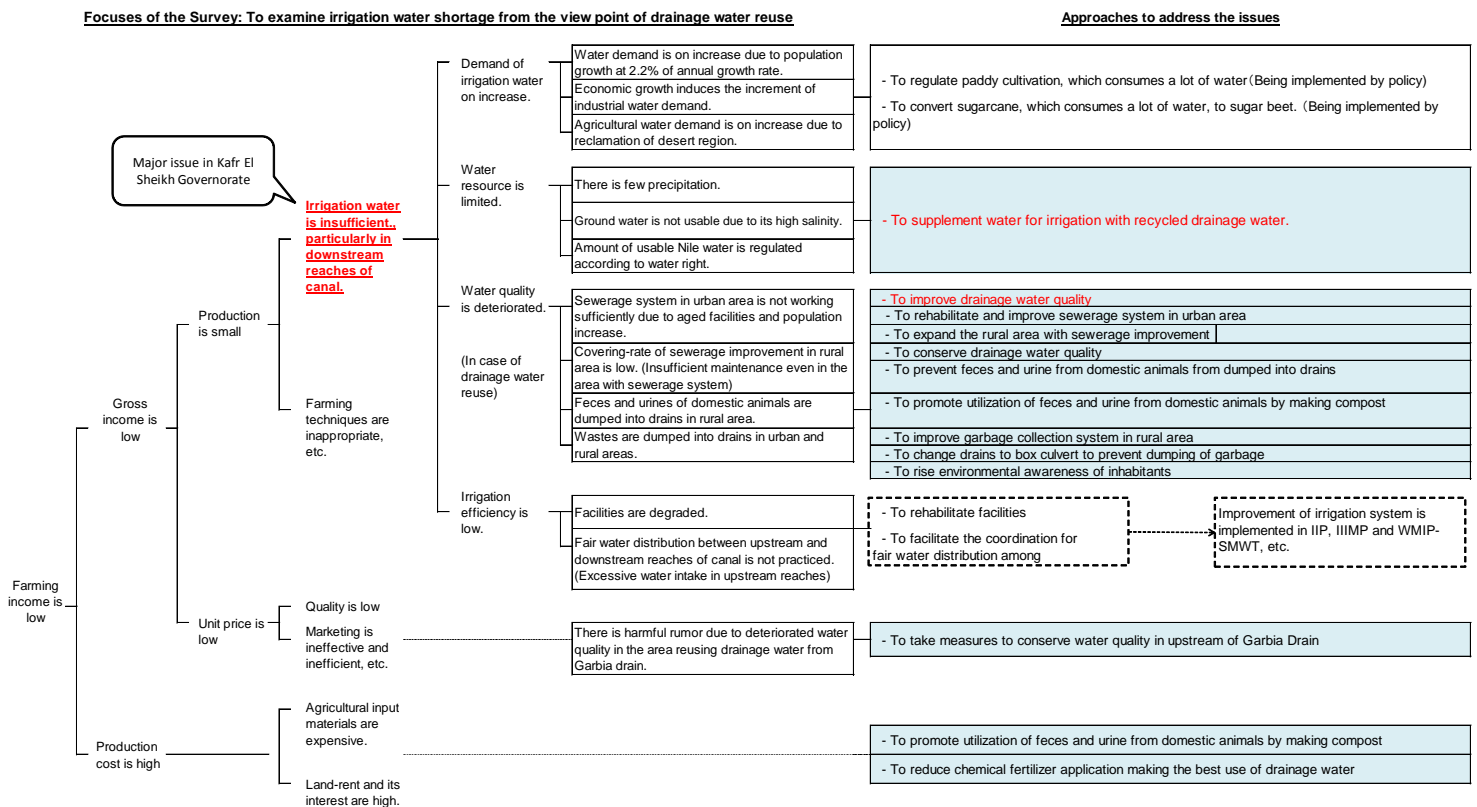 Focuses of the Survey: To examine irrigation water shortage from the view point of drainage water reuse
Approaches to address the issues
Major issue in Kafr El
Sheikh Governorate
Farming
income is
low
Gross
income is
low
Production
cost is high
Production
is small
Unit price is
low
Irrigation water
is insufficient.,
particularly in
downstream
reaches of
canal.
Farming
techniques are
inappropriate,
etc.
Quality is low
Marketing is
ineffective and
inefficient, etc.
Agricultural input
materials are
expensive.
Land-rent and its
interest are high.
Demand of
irrigation water
on increase.
Water demand is on increase due to population
growth at 2.2% of annual growth rate.
Economic growth induces the increment of
industrial water demand.
Agricultural water demand is on increase due to
reclamation of desert region.
- To regulate paddy cultivation, which consumes a lot of water（Being implemented by policy)
- To convert sugarcane, which consumes a lot of water, to sugar beet.（Being implemented by
policy)
Water
resource is
limited.
There is few precipitation.
Ground water is not usable due to its high salinity.
Amount of usable Nile water is regulated
according to water right.
- To supplement water for irrigation with recycled drainage water.
Water quality
is deteriorated.
(In case of
drainage water
reuse)
Sewerage system in urban area is not working
sufficiently due to aged facilities and population
increase.
Covering-rate of sewerage improvement in rural
area is low. (Insufficient maintenance even in the
area with sewerage system)
Feces and urines of domestic animals are
dumped into drains in rural area.
Wastes are dumped into drains in urban and
rural areas.
- To improve drainage water quality
- To rehabilitate and improve sewerage system in urban area
- To expand the rural area with sewerage improvement
- To conserve drainage water quality
- To prevent feces and urine from domestic animals from dumped into drains
- To promote utilization of feces and urine from domestic animals by making compost
- To improve garbage collection system in rural area
- To change drains to box culvert to prevent dumping of garbage
- To rise environmental awareness of inhabitants
Irrigation
efficiency is
low.
Facilities are degraded.
Fair water distribution between upstream and
downstream reaches of canal is not practiced.
(Excessive water intake in upstream reaches)
- To rehabilitate facilities
- To facilitate the coordination for
fair water distribution among
Improvement of irrigation system is
implemented in IIP, IIIMP and WMIP-
SMWT, etc.
There is harmful rumor due to deteriorated water
quality in the area reusing drainage water from
Garbia drain.
- To take measures to conserve water quality in upstream of Garbia Drain
- To promote utilization of feces and urine from domestic animals by making compost
- To reduce chemical fertilizer application making the best use of drainage water